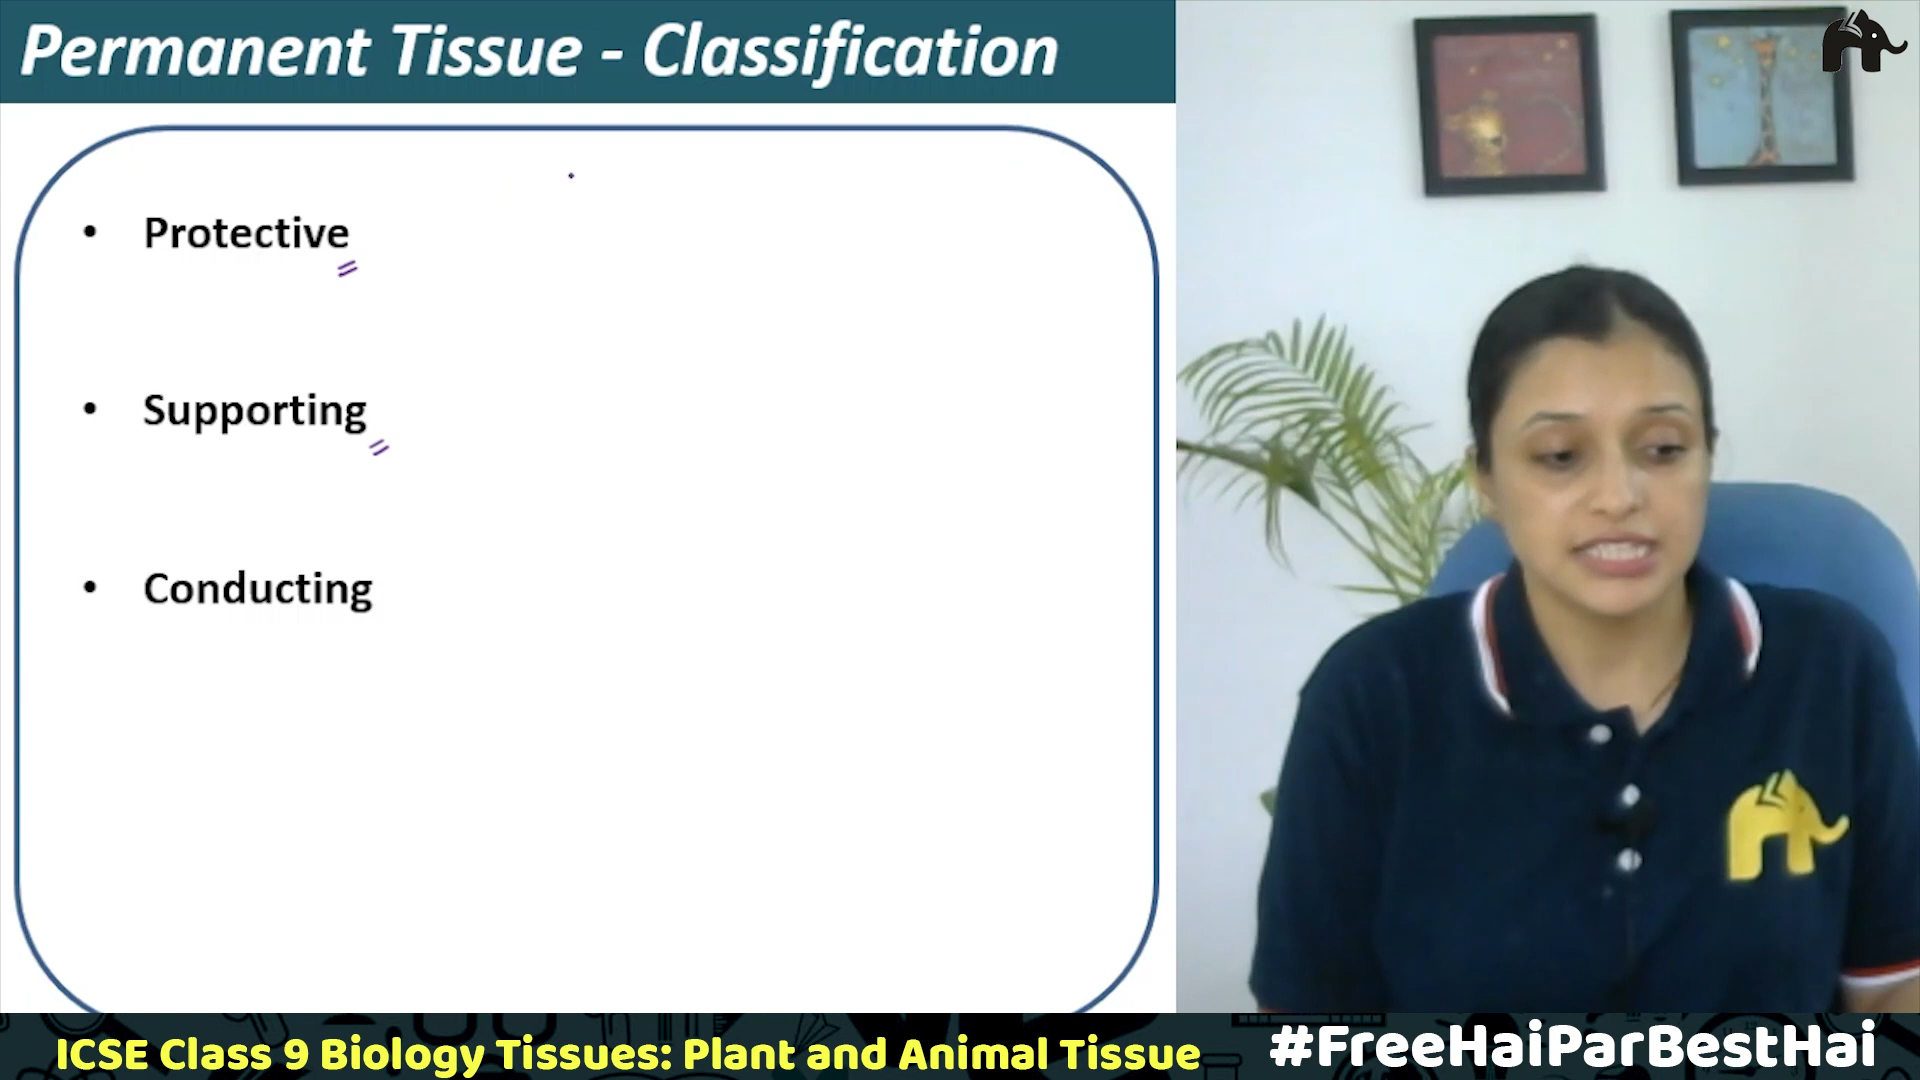 Permanent Tissue - Classification
• Protective
• Supporting
• Conducting
ICSE Class 9 Biology Tissues: Plant and Animal Tissue
#FreeHaiParBestHai